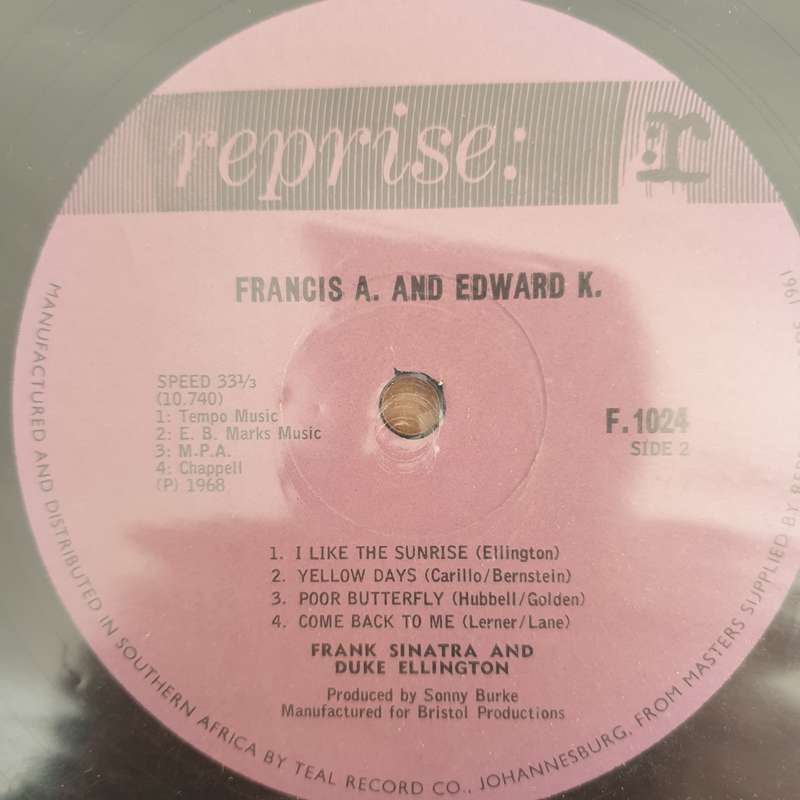 reprise:
:r
FRANCIS A. AND EDWARD K.
SPEED 33⅓
(10,740)
1: Tempo Music
2: E. B. Marks Music
3: M.P.A.
4: Chappell
(P) 1968
F.1024
SIDE 2
1. I LIKE THE SUNRISE (Ellington)
2. YELLOW DAYS (Carillo/Bernstein)
3. POOR BUTTERFLY (Hubbell/Golden)
4. COME BACK TO ME (Lerner/Lane)
FRANK SINATRA AND
DUKE ELLINGTON
Produced by Sonny Burke
Manufactured for Bristol Productions
MANUFACTURED AND DISTRIBUTED IN SOUTHERN AFRICA BY TEAL RECORD CO., JOHANNESBURG, FROM MASTERS SUPPLIED BY 1961